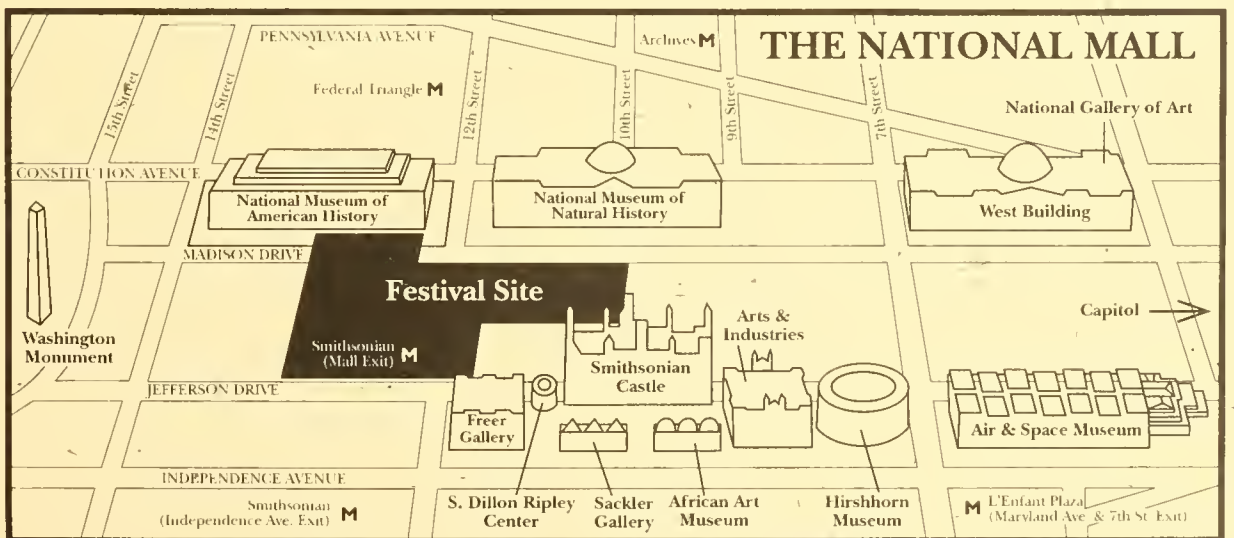 THE NATIONAL MALL
PENNSYLVANIA AVENUE
Archives M
Federal Triangle M
15th Street
14th Street
12th Street
10th Street
9th Street
7th Street
National Gallery of Art
CONSTITUTION AVENUE
National Museum of
American History
National Museum of
Natural History
West Building
MADISON DRIVE
Festival Site
Washington
Monument
Smithsonian
(Mall Exit) M
Smithsonian
Castle
Arts &
Industries
Capitol
JEFFERSON DRIVE
Freer
Gallery
Air & Space Museum
INDEPENDENCE AVENUE
Smithsonian
(Independence Ave. Exit) M
S. Dillon Ripley
Center
Sackler
Gallery
African Art
Museum
Hirshhorn
Museum
M L'Enfant Plaza
(Maryland Ave. & 7th St. Exit)